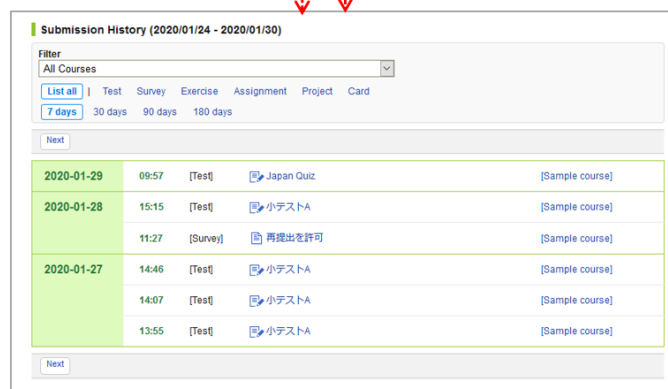 Submission History (2020/01/24 - 2020/01/30)
Filter
All Courses
List all | Test Survey Exercise Assignment Project Card
7 days 30 days 90 days 180 days
Next
2020-01-29 09:57 [Test] Japan Quiz [Sample course]
2020-01-28 15:15 [Test] 小テストA [Sample course]
11:27 [Survey] 再提出を許可 [Sample course]
2020-01-27 14:46 [Test] 小テストA [Sample course]
14:07 [Test] 小テストA [Sample course]
13:55 [Test] 小テストA [Sample course]
Next